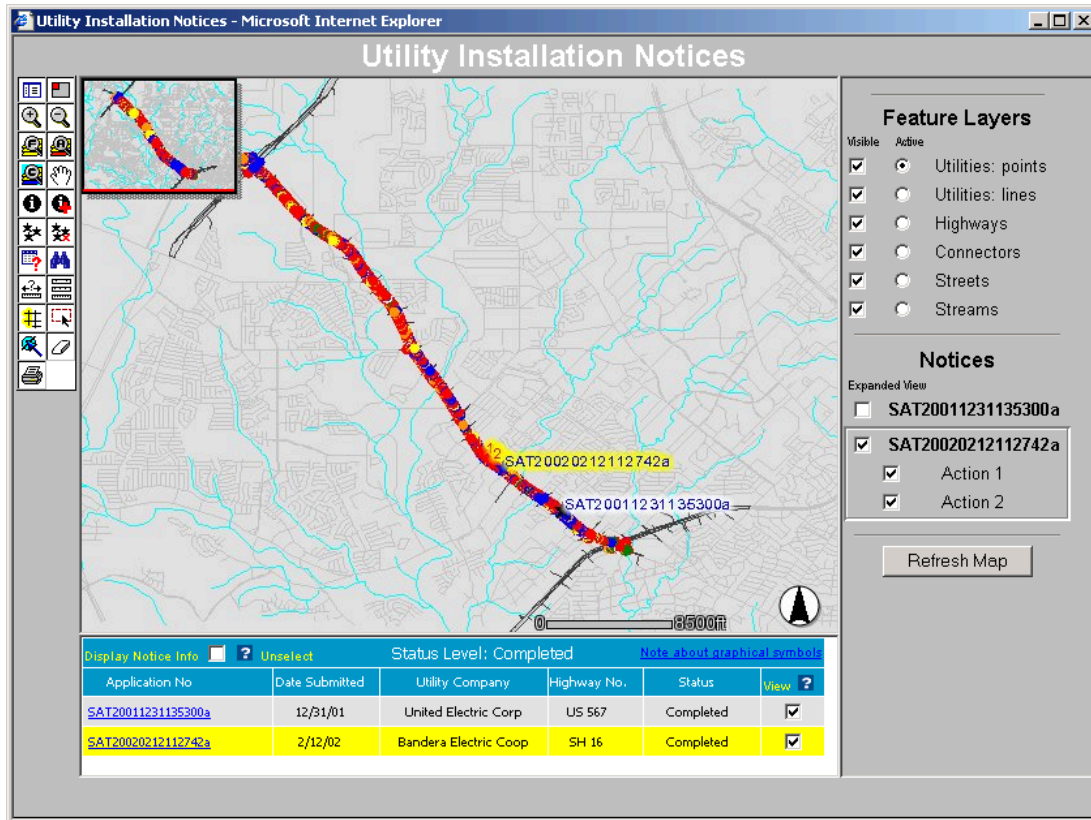 Utility Installation Notices - Microsoft Internet Explorer
Utility Installation Notices
12
SAT20020212112742a
SAT20011231135300a
0 8500ft
Feature Layers
Visible Active
Utilities: points
Utilities: lines
Highways
Connectors
Streets
Streams
Notices
Expanded View
SAT20011231135300a
SAT20020212112742a
Action 1
Action 2
Refresh Map
Display Notice Info ? Unselect Status Level: Completed Note about graphical symbols
Application No Date Submitted Utility Company Highway No. Status View ?
SAT20011231135300a 12/31/01 United Electric Corp US 567 Completed
SAT20020212112742a 2/12/02 Bandera Electric Coop SH 16 Completed